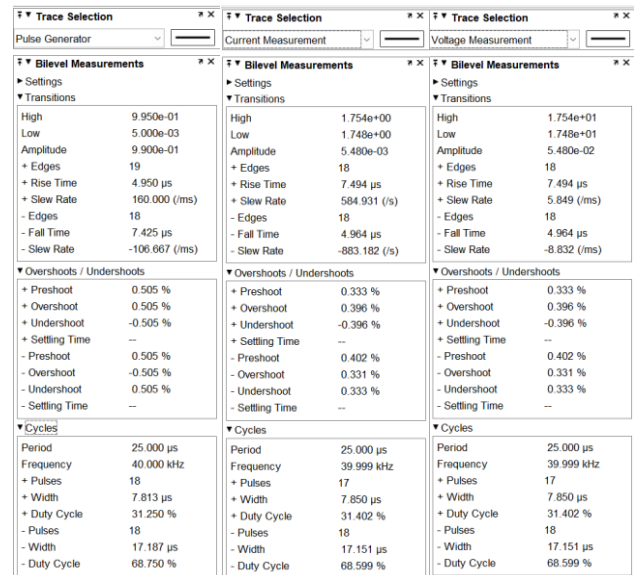 Trace Selection
Pulse Generator
Bilevel Measurements
Settings
Transitions
High 9.950e-01
Low 5.000e-03
Amplitude 9.900e-01
+ Edges 19
+ Rise Time 4.950 µs
+ Slew Rate 160.000 (/ms)
- Edges 18
- Fall Time 7.425 µs
- Slew Rate -106.667 (/ms)
Overshoots / Undershoots
+ Preshoot 0.505 %
+ Overshoot 0.505 %
+ Undershoot -0.505 %
+ Settling Time --
- Preshoot 0.505 %
- Overshoot -0.505 %
- Undershoot 0.505 %
- Settling Time --
Cycles
Period 25.000 µs
Frequency 40.000 kHz
+ Pulses 18
+ Width 7.813 µs
+ Duty Cycle 31.250 %
- Pulses 18
- Width 17.187 µs
- Duty Cycle 68.750 %
Trace Selection
Current Measurement
Bilevel Measurements
Settings
Transitions
High 1.754e+00
Low 1.748e+00
Amplitude 5.480e-03
+ Edges 18
+ Rise Time 7.494 µs
+ Slew Rate 584.931 (/s)
- Edges 18
- Fall Time 4.964 µs
- Slew Rate -883.182 (/s)
Overshoots / Undershoots
+ Preshoot 0.333 %
+ Overshoot 0.396 %
+ Undershoot -0.396 %
+ Settling Time --
- Preshoot 0.402 %
- Overshoot 0.331 %
- Undershoot 0.333 %
- Settling Time --
Cycles
Period 25.000 µs
Frequency 39.999 kHz
+ Pulses 17
+ Width 7.850 µs
+ Duty Cycle 31.402 %
- Pulses 18
- Width 17.151 µs
- Duty Cycle 68.599 %
Trace Selection
Voltage Measurement
Bilevel Measurements
Settings
Transitions
High 1.754e+01
Low 1.748e+01
Amplitude 5.480e-02
+ Edges 18
+ Rise Time 7.494 µs
+ Slew Rate 5.849 (/ms)
- Edges 18
- Fall Time 4.964 µs
- Slew Rate -8.832 (/ms)
Overshoots / Undershoots
+ Preshoot 0.333 %
+ Overshoot 0.396 %
+ Undershoot -0.396 %
+ Settling Time --
- Preshoot 0.402 %
- Overshoot 0.331 %
- Undershoot 0.333 %
- Settling Time --
Cycles
Period 25.000 µs
Frequency 39.999 kHz
+ Pulses 17
+ Width 7.850 µs
+ Duty Cycle 31.402 %
- Pulses 18
- Width 17.151 µs
- Duty Cycle 68.599 %